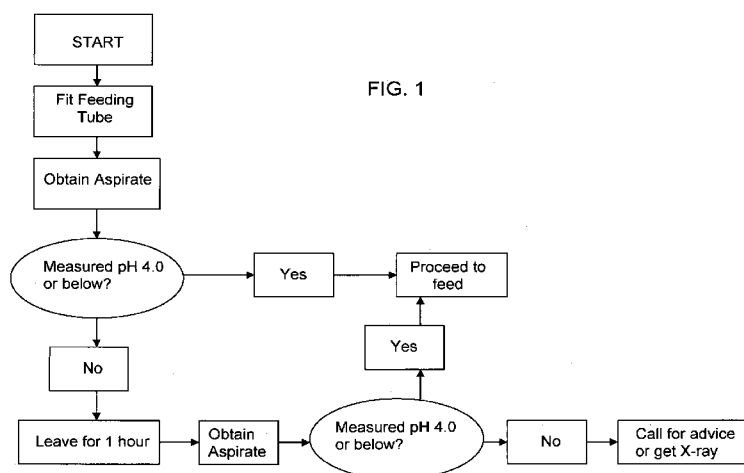 START
FIG. 1
Fit Feeding
Tube
Obtain Aspirate
Measured pH 4.0
or below?
Yes
Proceed to
feed
Yes
No
Leave for 1 hour
Obtain
Aspirate
Measured pH 4.0
or below?
No
Call for advice
or get X-ray